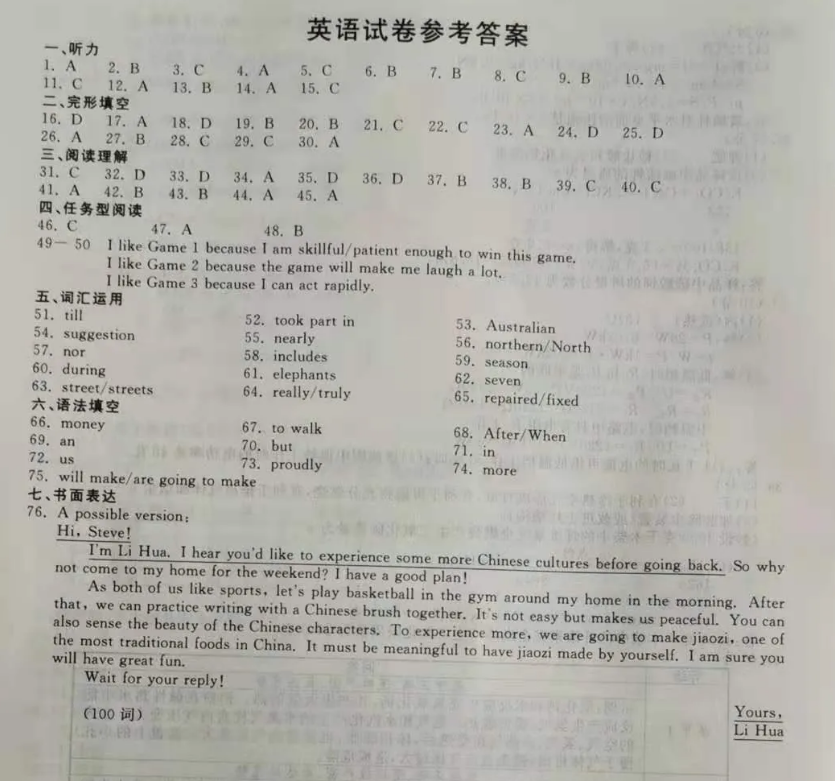 英语试卷参考答案
一、听力
1. A 2. B 3. C 4. A 5. C 6. B 7. B 8. C 9. B 10. A
11. C 12. A 13. B 14. A 15. C
二、完形填空
16. D 17. A 18. D 19. B 20. B 21. C 22. C 23. A 24. D 25. D
26. A 27. B 28. C 29. C 30. A
三、阅读理解
31. C 32. D 33. D 34. A 35. D 36. D 37. B 38. B 39. C 40. C
41. A 42. B 43. B 44. A 45. A
四、任务型阅读
46. C 47. A 48. B
49— 50 I like Game 1 because I am skillful/patient enough to win this game.
I like Game 2 because the game will make me laugh a lot.
I like Game 3 because I can act rapidly.
五、词汇运用
51. till 52. took part in 53. Australian
54. suggestion 55. nearly 56. northern/North
57. nor 58. includes 59. season
60. during 61. elephants 62. seven
63. street/streets 64. really/truly 65. repaired/fixed
六、语法填空
66. money 67. to walk 68. After/When
69. an 70. but 71. in
72. us 73. proudly 74. more
75. will make/are going to make
七、书面表达
76. A possible version:
Hi, Steve!
I'm Li Hua. I hear you'd like to experience some more Chinese cultures before going back. So why
not come to my home for the weekend? I have a good plan!
As both of us like sports, let's play basketball in the gym around my home in the morning. After
that, we can practice writing with a Chinese brush together. It's not easy but makes us peaceful. You can
also sense the beauty of the Chinese characters. To experience more, we are going to make jiaozi, one of
the most traditional foods in China. It must be meaningful to have jiaozi made by yourself. I am sure you
will have great fun.
Wait for your reply!
Yours,
(100 词) Li Hua